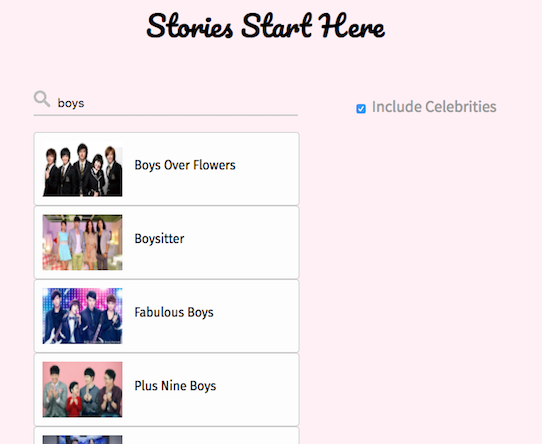 Stories Start Here
boys
Include Celebrities
Boys Over Flowers
Boysitter
Fabulous Boys
Plus Nine Boys